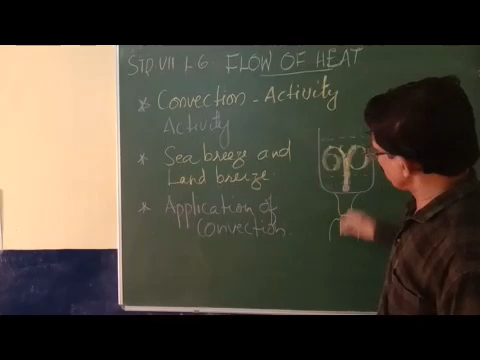 STD.VII L.6 FLOW OF HEAT
* Convection - Activity
Activity
* Sea breeze and
Land breeze.
* Application of
Convection.